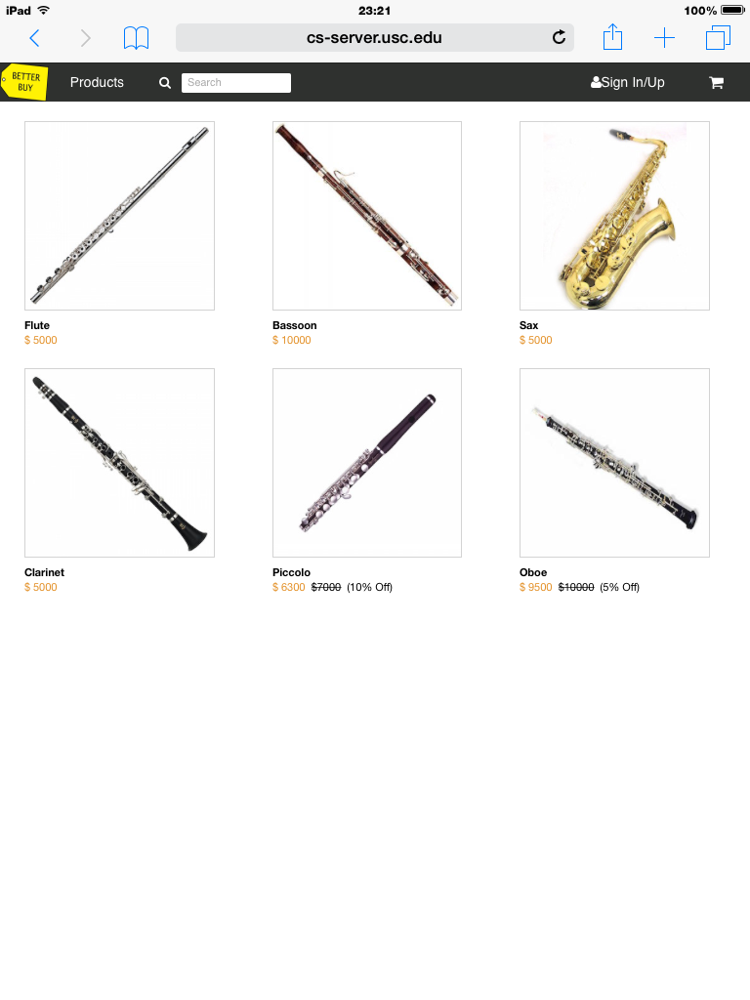 iPad 23:21 100%
cs-server.usc.edu
BETTER
BUY
Products Search Sign In/Up
Flute Bassoon Sax
$ 5000 $ 10000 $ 5000
Clarinet Piccolo Oboe
$ 5000 $ 6300 $7000 (10% Off) $ 9500 $10000 (5% Off)